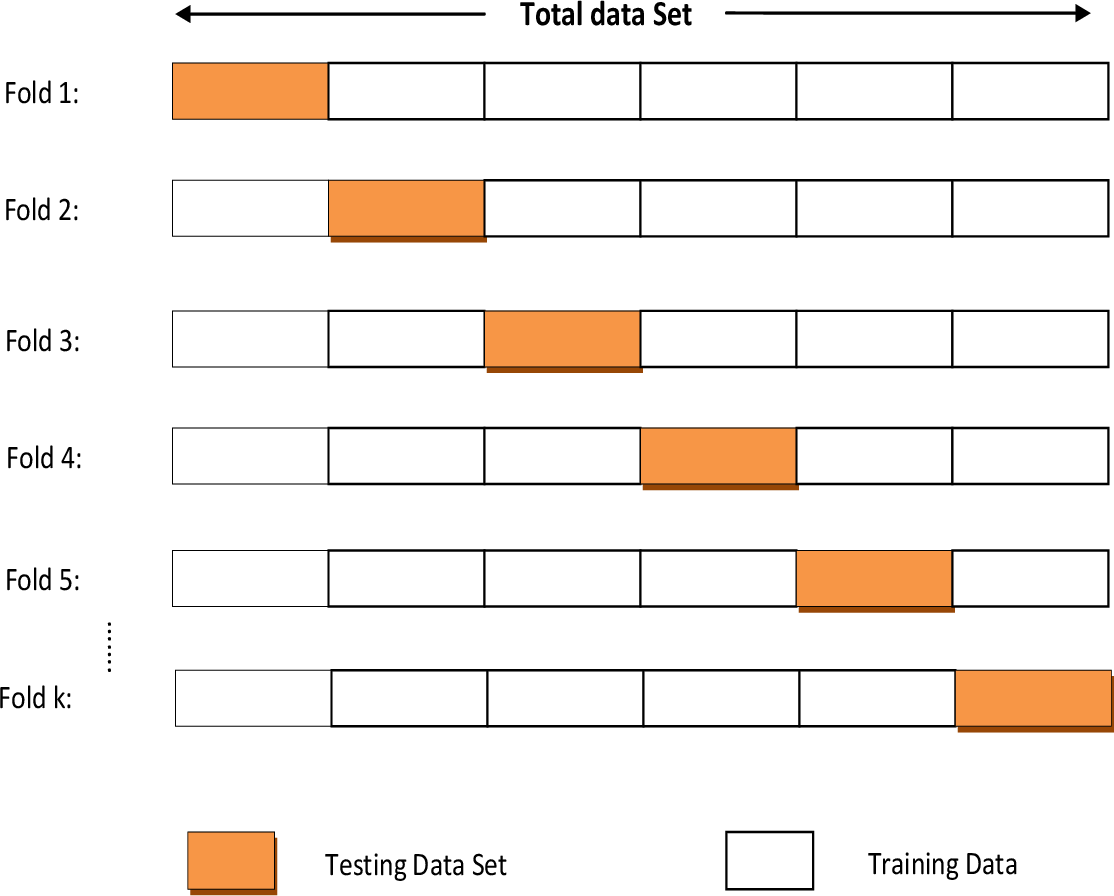 Total data Set
Fold 1:
Fold 2:
Fold 3:
Fold 4:
Fold 5:
Fold k:
Testing Data Set
Training Data